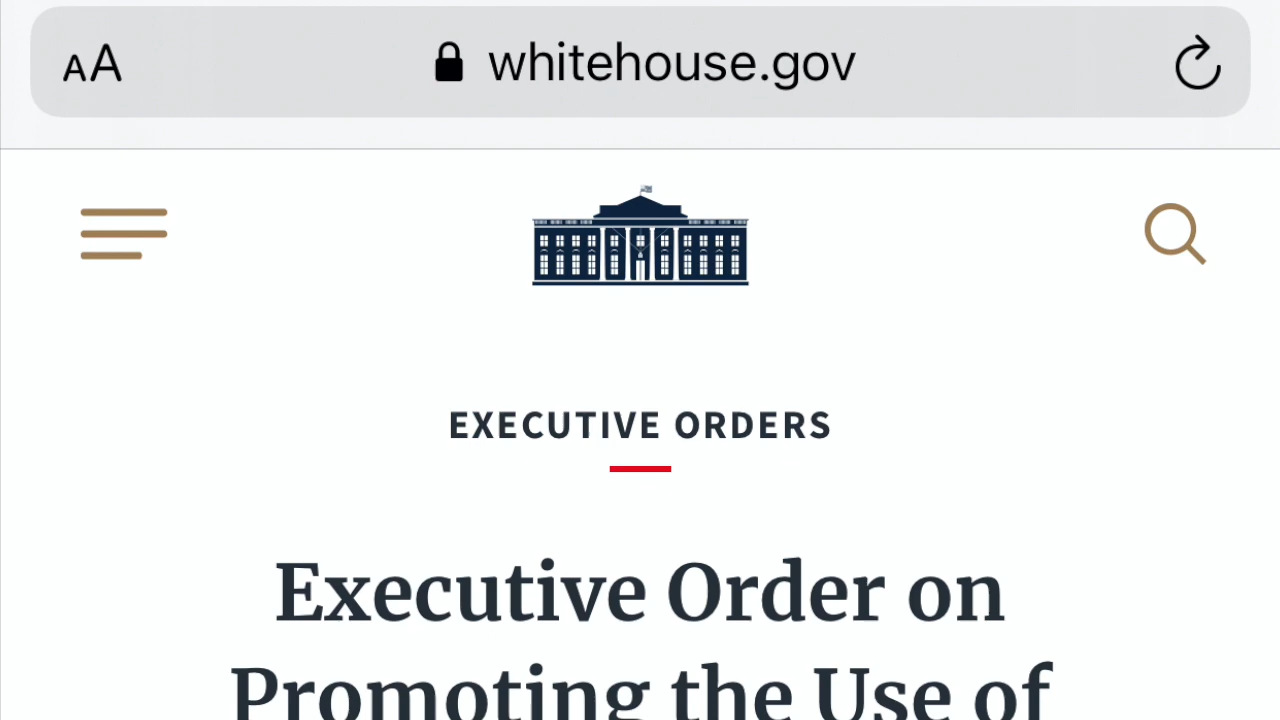 AA
whitehouse.gov
EXECUTIVE ORDERS
Executive Order on
Promoting the Use of